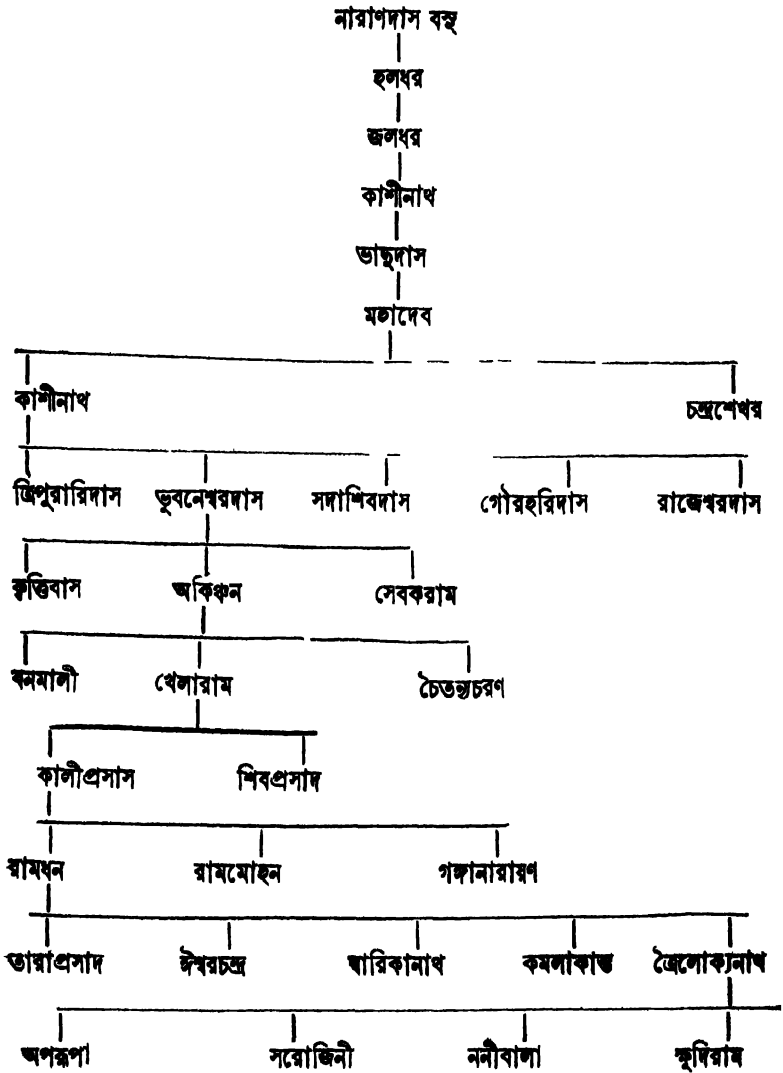 নারাণদাস বসু
হলধর
জলধর
কাশীনাথ
ভাছুদাস
মহাদেব
কাশীনাথ চন্দ্রশেখর
ত্রিপুরারিদাস ভুবনেশ্বরদাস সদাশিবদাস গৌরহরিদাস রাজেশ্বরদাস
কৃত্তিবাস অকিঞ্চন সেবকরাম
বনমালী খেলারাম চৈতন্যচরণ
কালীপ্রসাস শিবপ্রসাদ
রামধন রামমোহন গঙ্গানারায়ণ
তারাপ্রসাদ ঈশ্বরচন্দ্র দ্বারিকানাথ কমলাকান্ত ত্রৈলোক্যনাথ
অপরূপা সরোজিনী ননীবালা ক্ষুদিরাম